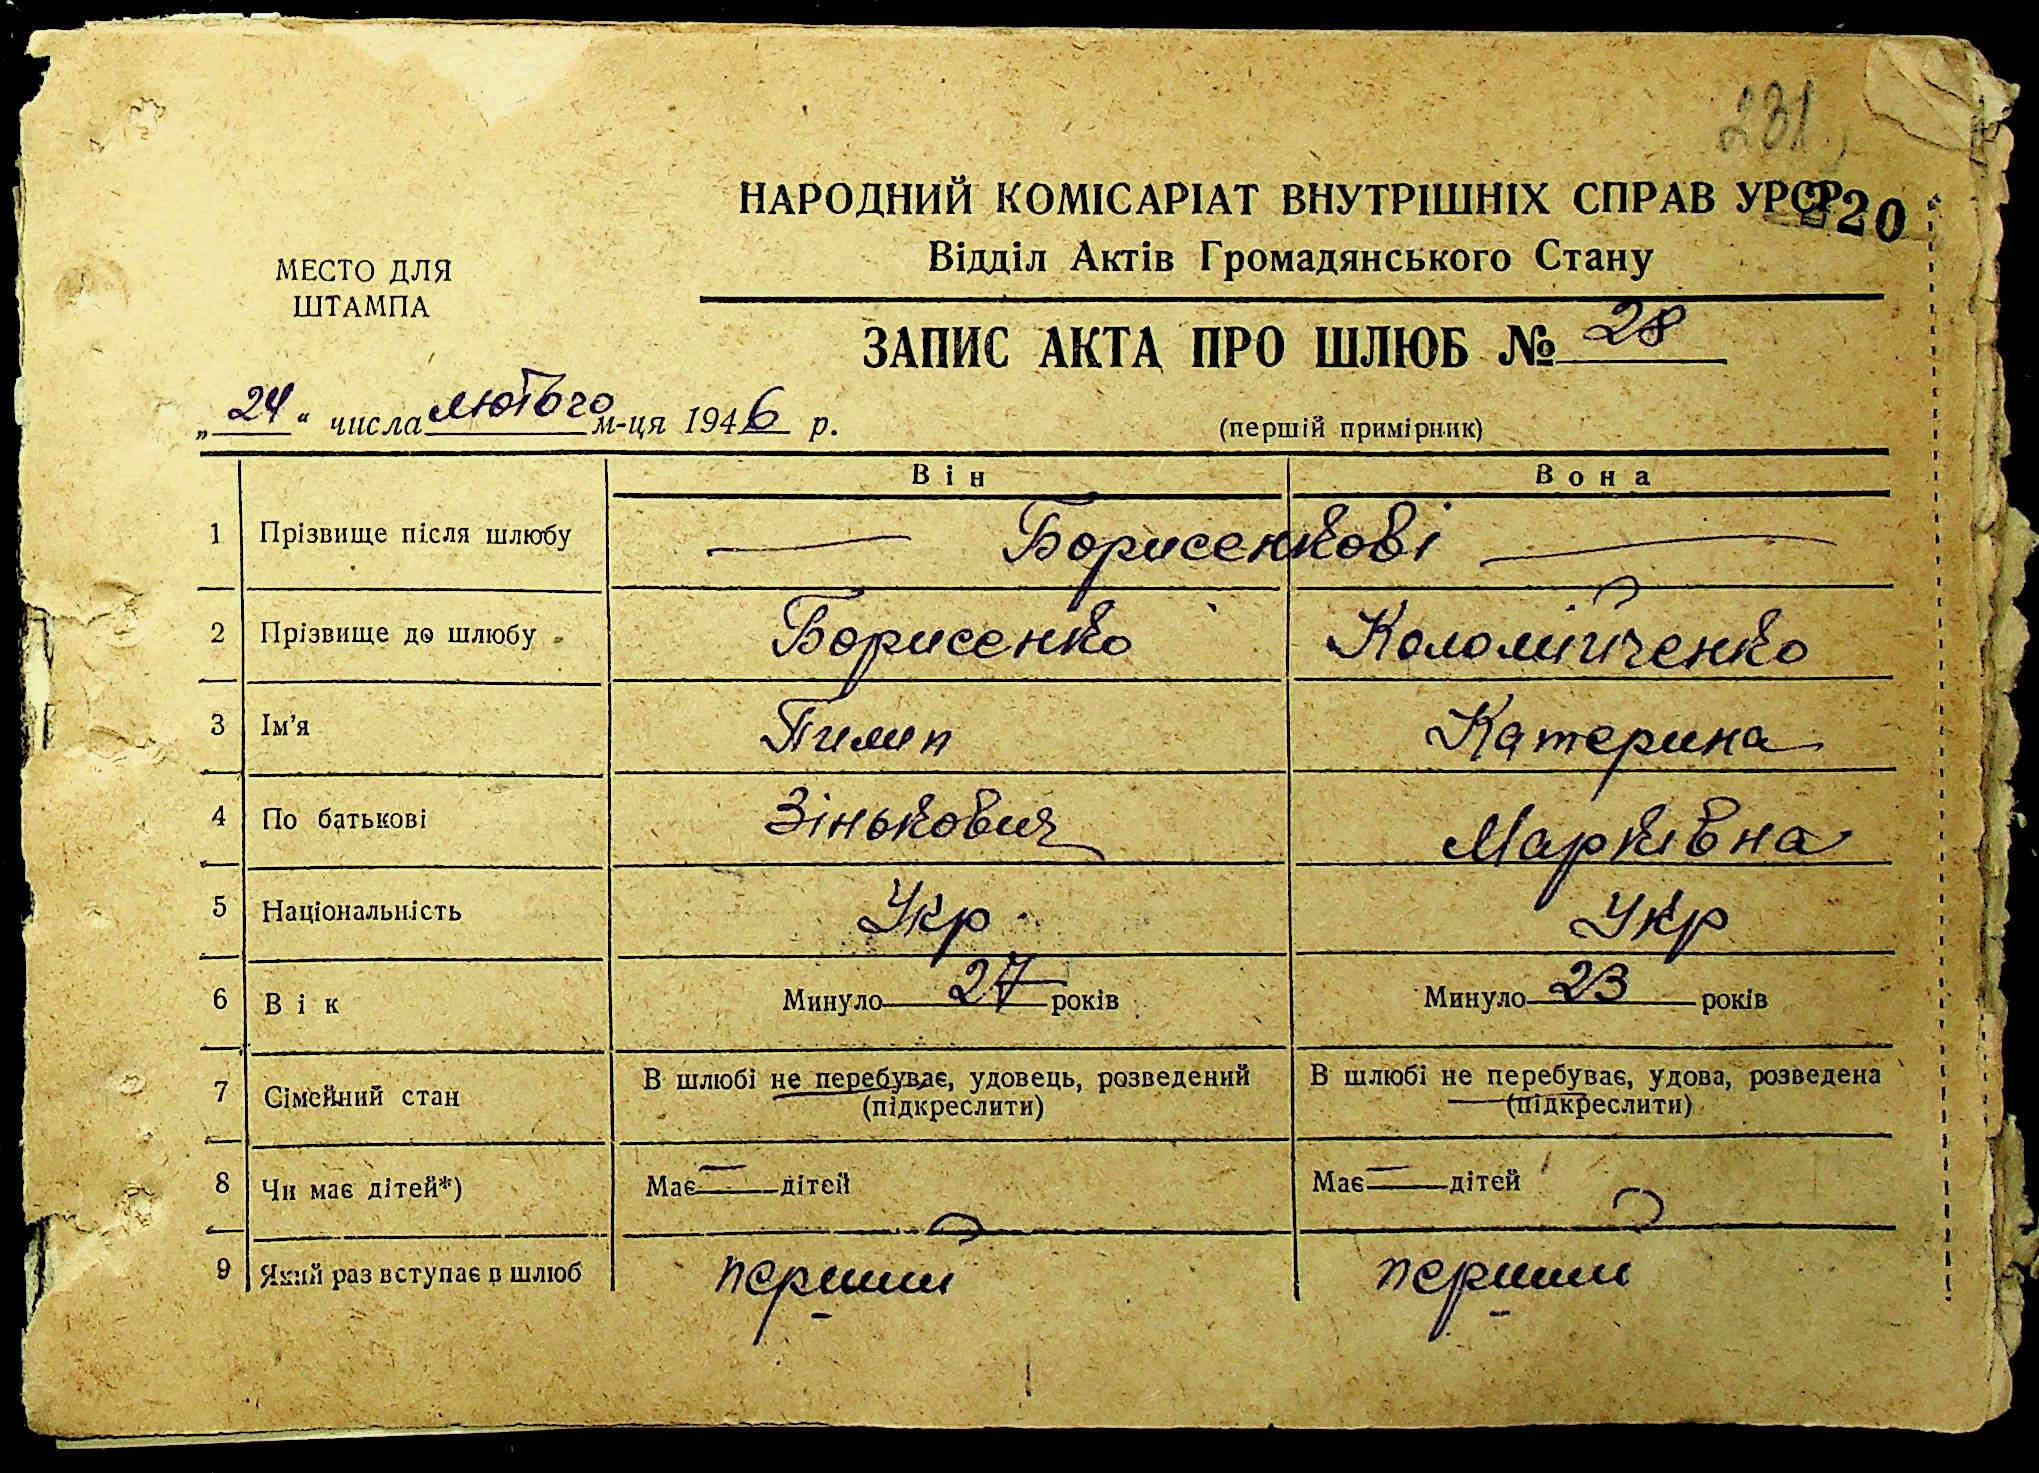 231
НАРОДНИЙ КОМІСАРІАТ ВНУТРІШНІХ СПРАВ УРСР
220
Відділ Актів Громадянського Стану
МЕСТО ДЛЯ
ШТАМПА
ЗАПИС АКТА ПРО ШЛЮБ № 28
„24“ числа лютого м-ця 1946 р.
(першій примірник)
Він Вона
1 Прізвище після шлюбу Борисенкові
2 Прізвище до шлюбу Борисенко Коломійченко
3 Ім'я Пилип Катерина
4 По батькові Зінькович Марківна
5 Національність Укр Укр
6 Вік Минуло 27 років Минуло 23 років
7 Сімейний стан В шлюбі не перебуває, удовець, розведений В шлюбі не перебуває, удова, розведена
(підкреслити) (підкреслити)
8 Чи має дітей*) Має — дітей Має — дітей
9 Який раз вступає в шлюб перший перший